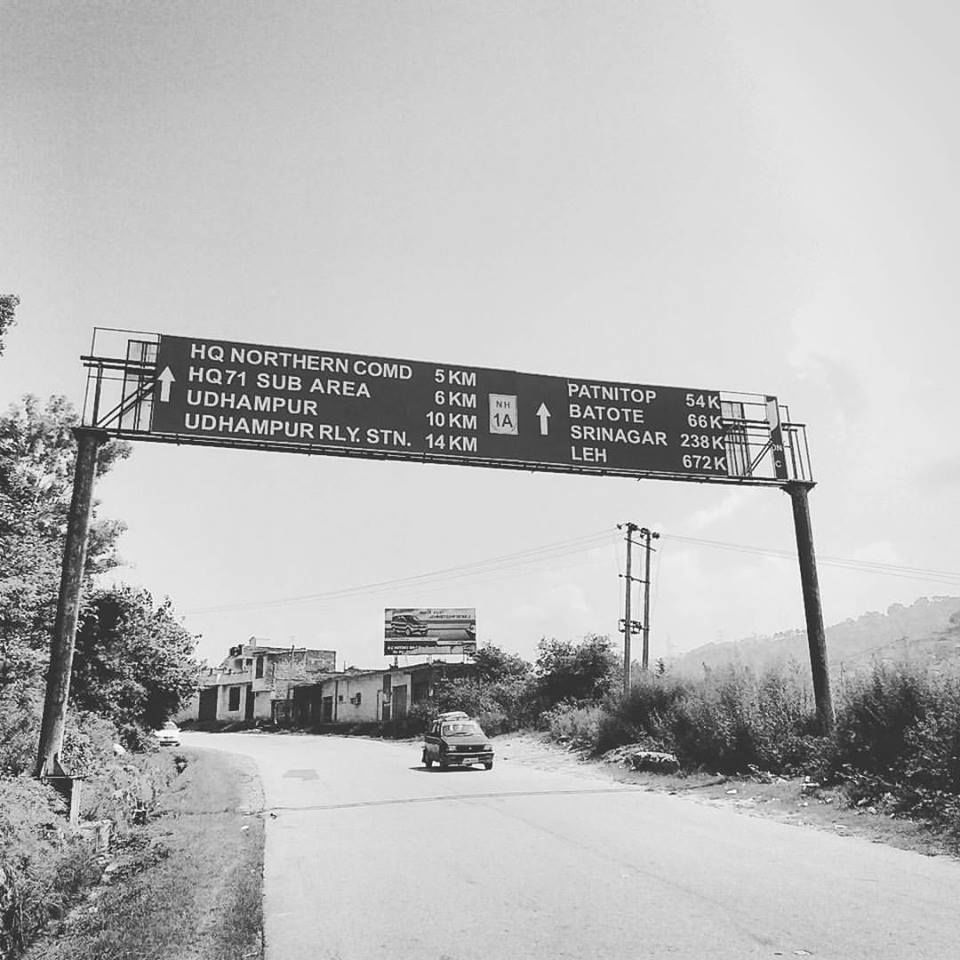 HQ NORTHERN COMD 5 KM
HQ71 SUB AREA 6 KM
UDHAMPUR 10 KM
UDHAMPUR RLY. STN. 14 KM
NH
1A
PATNITOP 54 K
BATOTE 66 K
SRINAGAR 238 K
LEH 672 K